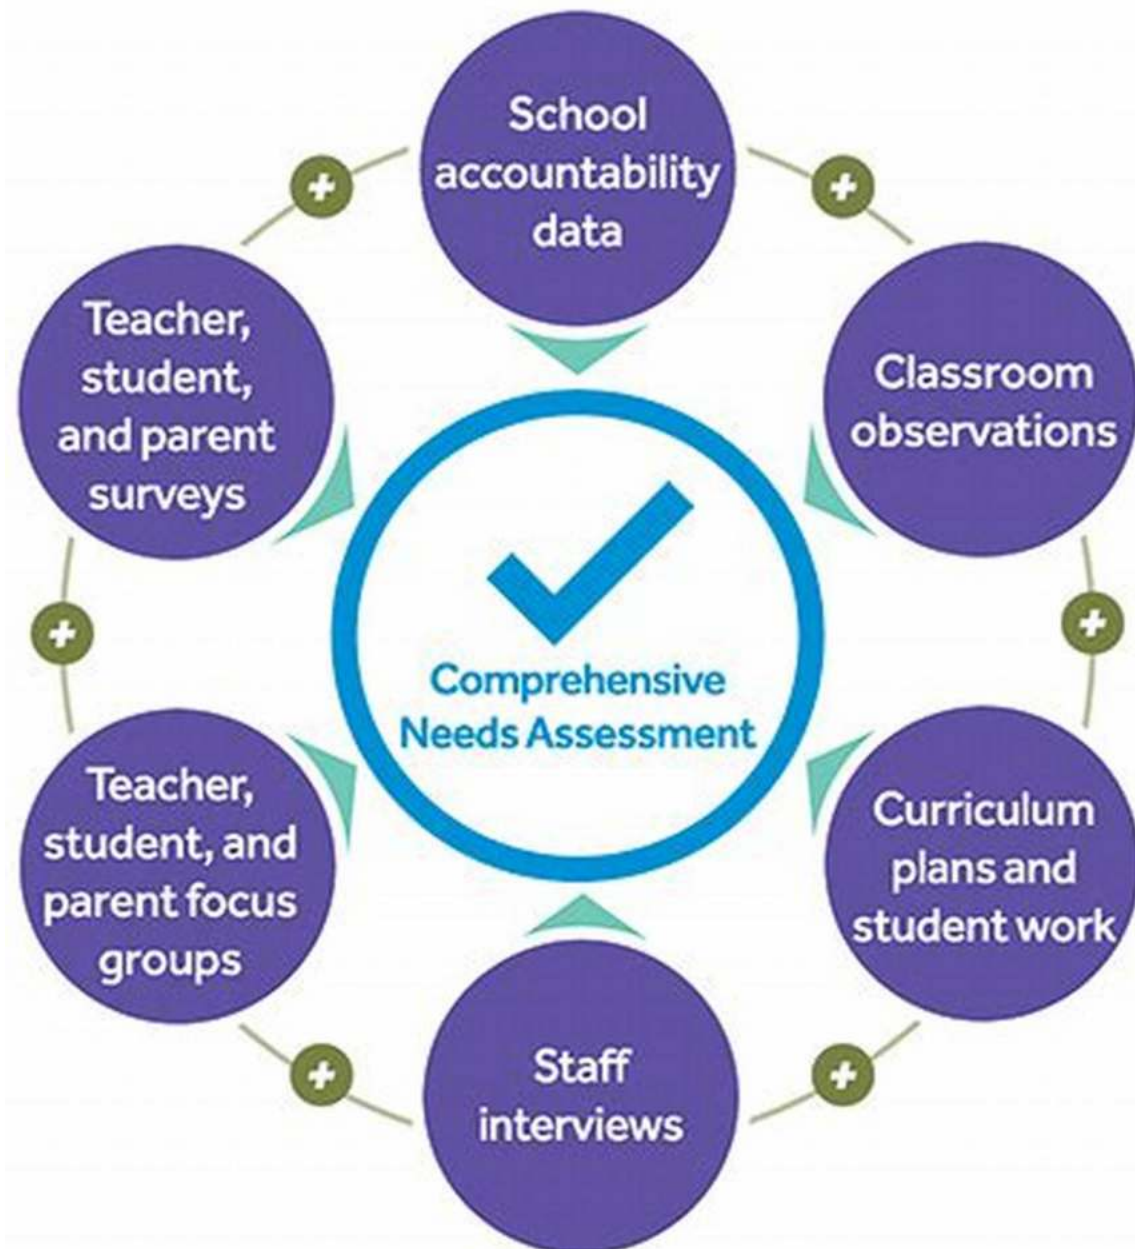 School
accountability
data
Classroom
observations
Curriculum
plans and
student work
Staff
interviews
Teacher,
student, and
parent focus
groups
Teacher,
student,
and parent
surveys
Comprehensive
Needs Assessment